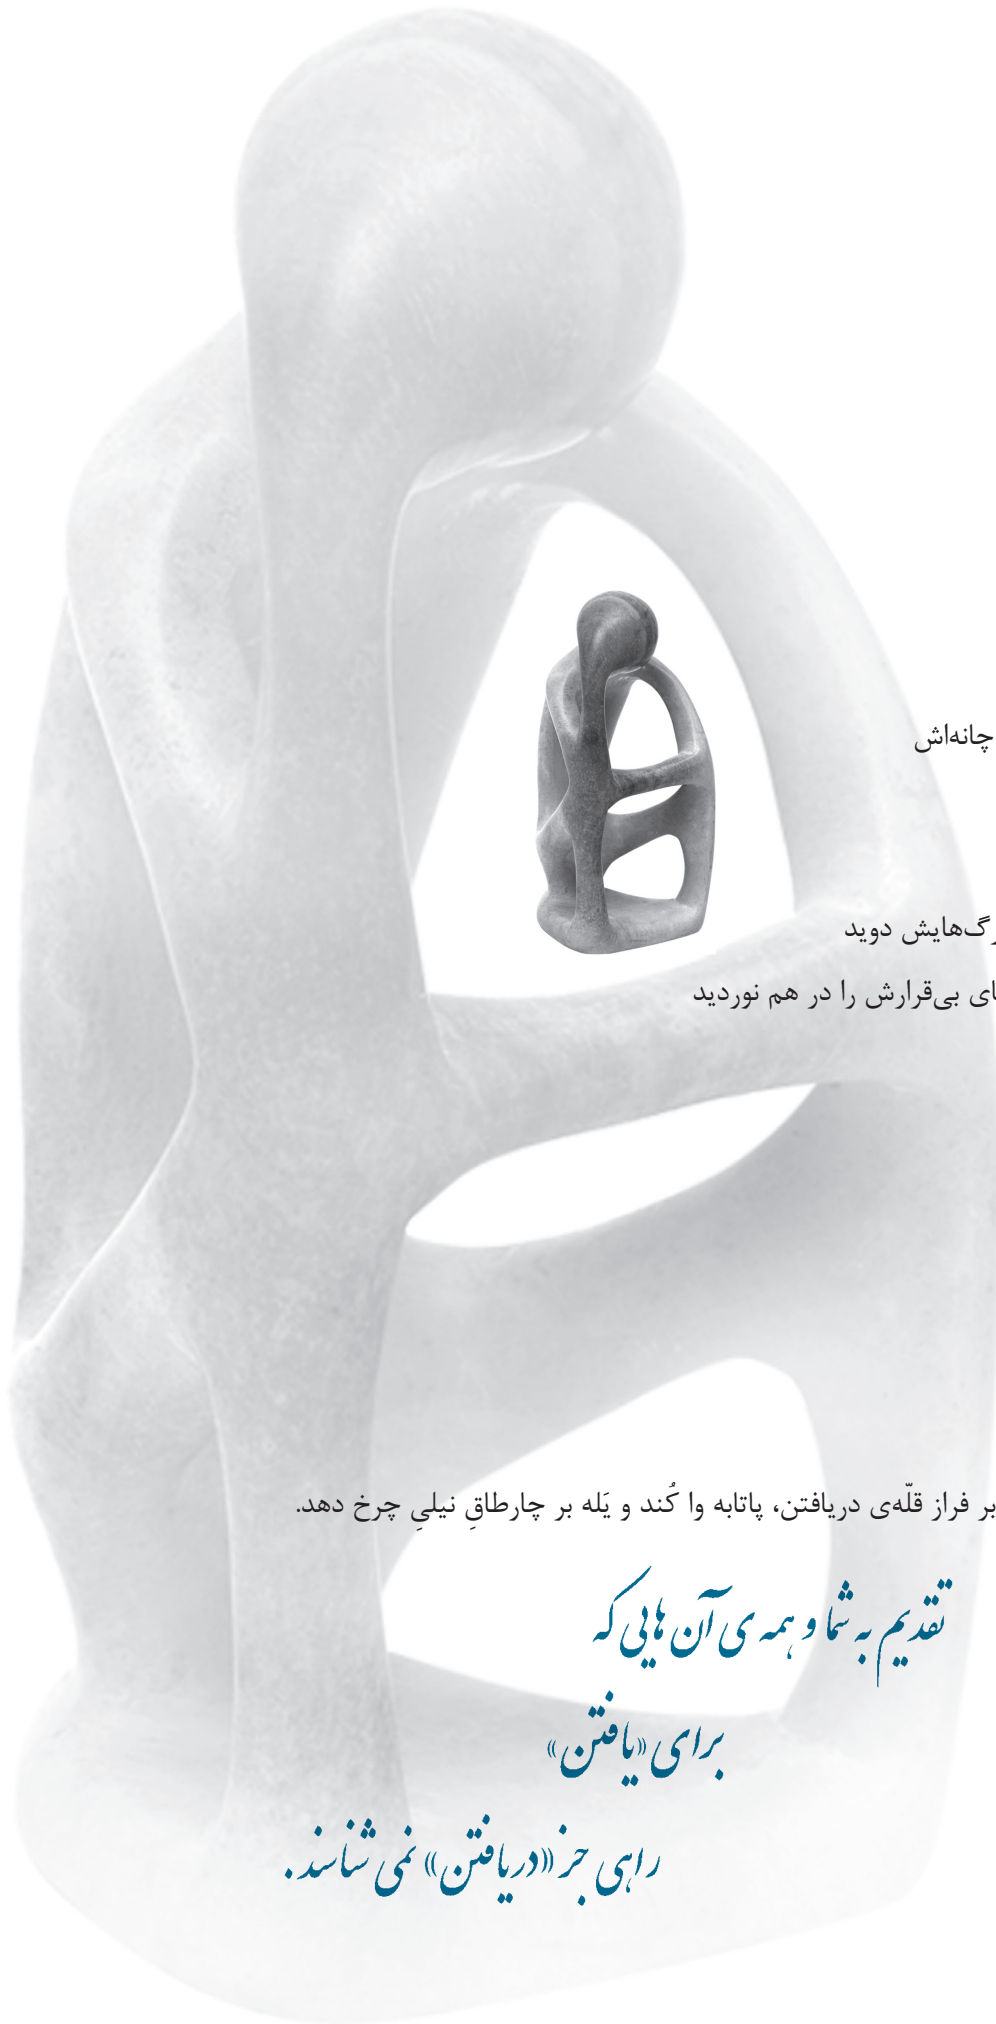 چانه‌اش
رگ‌هایش دوید
ای بی‌قرارش را در هم نوردید
بر فراز قلّه‌ی دریافتن، پاتابه وا کُند و یَله بر چارطاقِ نیلیِ چرخ دهد.
تقدیم به شما و همه ی آن هایی که
برای «یافتن»
راهی جز «دریافتن» نمی شناسند.